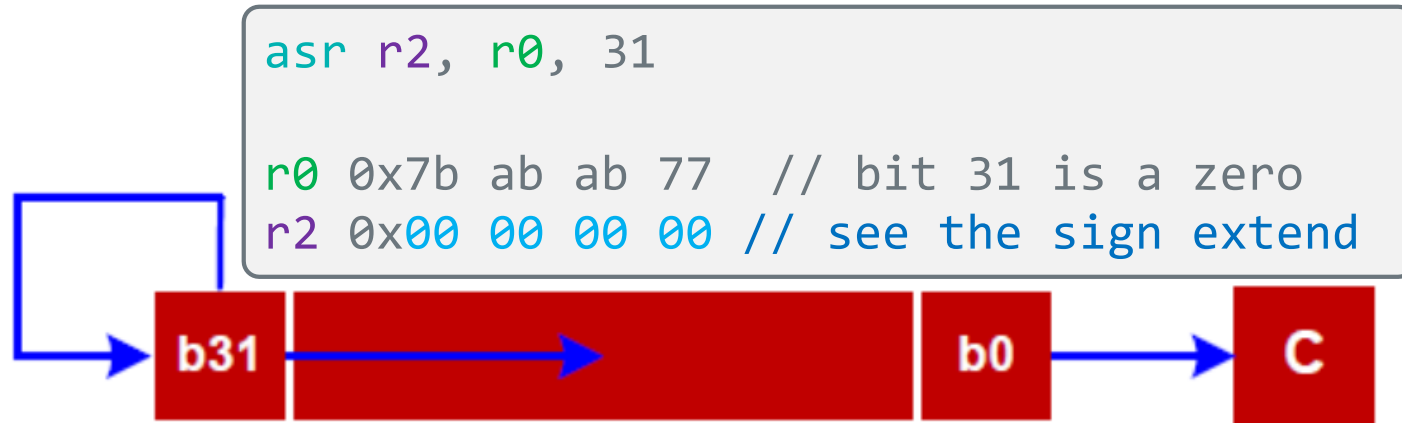 asr r2, r0, 31
r0 0x7b ab ab 77 // bit 31 is a zero
r2 0x00 00 00 00 // see the sign extend
b31 b0 C